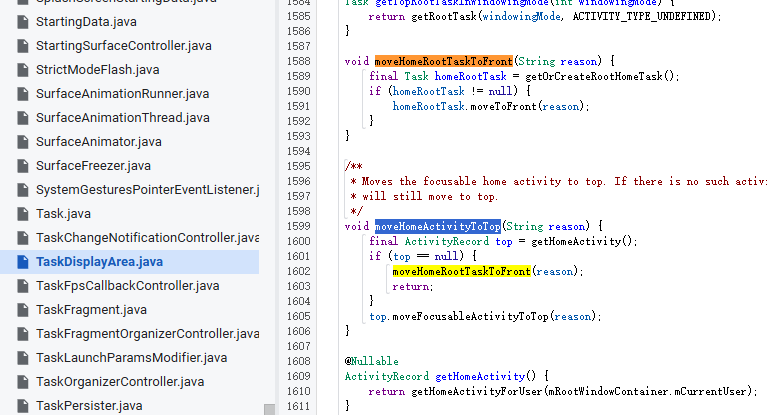 SplashScreenStartingData.java
StartingData.java
StartingSurfaceController.java
StrictModeFlash.java
SurfaceAnimationRunner.java
SurfaceAnimationThread.java
SurfaceAnimator.java
SurfaceFreezer.java
SystemGesturesPointerEventListener.j
Task.java
TaskChangeNotificationController.java
TaskDisplayArea.java
TaskFpsCallbackController.java
TaskFragment.java
TaskFragmentOrganizerController.java
TaskLaunchParamsModifier.java
TaskOrganizerController.java
TaskPersister.java
1584 Task getTopRootTaskInWindowingMode(int windowingMode) {
1585 return getRootTask(windowingMode, ACTIVITY_TYPE_UNDEFINED);
1586 }
1587
1588 void moveHomeRootTaskToFront(String reason) {
1589 final Task homeRootTask = getOrCreateRootHomeTask();
1590 if (homeRootTask != null) {
1591 homeRootTask.moveToFront(reason);
1592 }
1593 }
1594
1595 /**
1596 * Moves the focusable home activity to top. If there is no such activ
1597 * will still move to top.
1598 */
1599 void moveHomeActivityToTop(String reason) {
1600 final ActivityRecord top = getHomeActivity();
1601 if (top == null) {
1602 moveHomeRootTaskToFront(reason);
1603 return;
1604 }
1605 top.moveFocusableActivityToTop(reason);
1606 }
1607
1608 @Nullable
1609 ActivityRecord getHomeActivity() {
1610 return getHomeActivityForUser(mRootWindowContainer.mCurrentUser);
1611 }